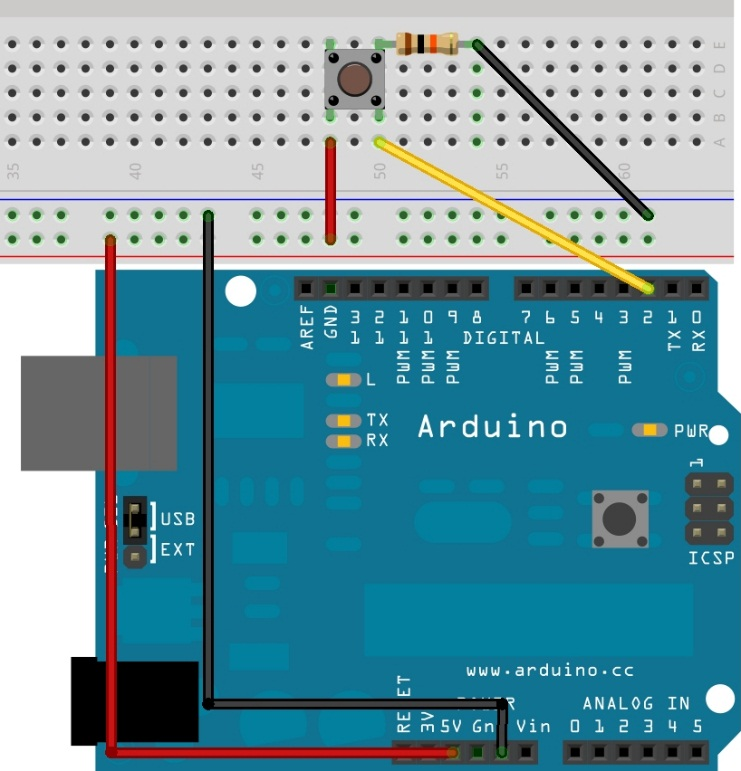 E
D
C
B
A
35 40 45 50 55 60
AREF GND 13 12 11 10 9 8 7 6 5 4 3 2 1 0
PWM PWM PWM PWM PWM PWM TX RX
DIGITAL
L
TX
RX
Arduino
PWR
1
USB
EXT
ICSP
www.arduino.cc
POWER ANALOG IN
RESET 3V 5V Gnd Vin 0 1 2 3 4 5